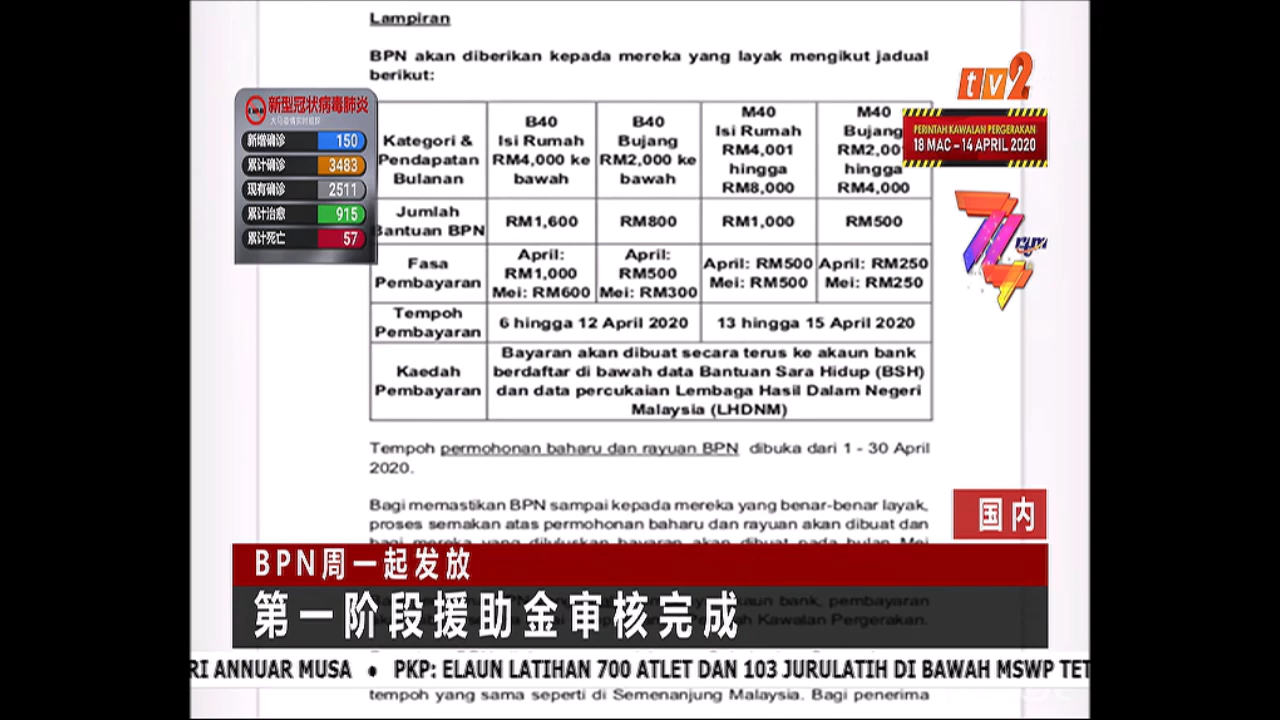 Lampiran
BPN akan diberikan kepada mereka yang layak mengikut jadual
berikut:
tv2
PERINTAH KAWALAN PERGERAKAN
18 MAC – 14 APRIL 2020
新型冠状病毒肺炎
新增确诊 150
累计确诊 3483
现有确诊 2511
累计治愈 915
累计死亡 57
Kategori &
Pendapatan
Bulanan
B40
Isi Rumah
RM4,000 ke
bawah
B40
Bujang
RM2,000 ke
bawah
M40
Isi Rumah
RM4,001
hingga
RM8,000
M40
Bujang
hingga
RM4,000
Jumlah
Bantuan BPN
RM1,600
RM800
RM1,000
RM500
Fasa
Pembayaran
April:
RM1,000
Mei: RM600
April:
RM500
Mei: RM300
April: RM500
Mei: RM500
April: RM250
Mei: RM250
Tempoh
Pembayaran
6 hingga 12 April 2020
13 hingga 15 April 2020
Kaedah
Pembayaran
Bayaran akan dibuat secara terus ke akaun bank
berdaftar di bawah data Bantuan Sara Hidup (BSH)
dan data percukaian Lembaga Hasil Dalam Negeri
Malaysia (LHDNM)
Tempoh permohonan baharu dan rayuan BPN dibuka dari 1 - 30 April
2020.
Bagi memastikan BPN sampai kepada mereka yang benar-benar layak,
proses semakan atas permohonan baharu dan rayuan akan dibuat dan
国内
BPN周一起发放
第一阶段援助金审核完成
akaun bank, pembayaran
Kawalan Pergerakan.
RI ANNUAR MUSA • PKP: ELAUN LATIHAN 700 ATLET DAN 103 JURULATIH DI BAWAH MSWP TET
tempoh yang sama seperti di Semenanjung Malaysia. Bagi penerima